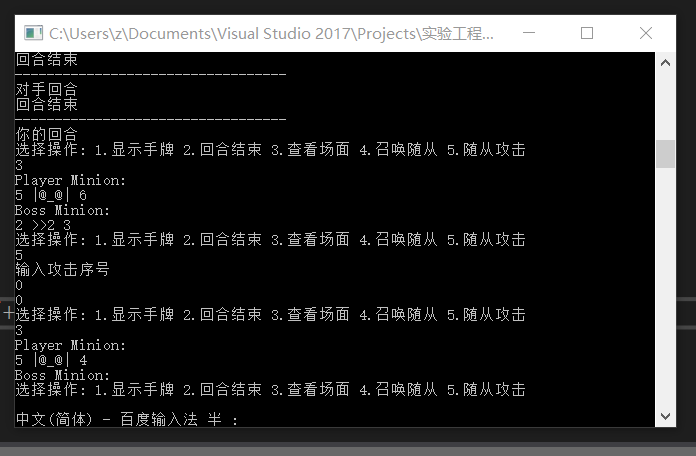 C:\Users\z\Documents\Visual Studio 2017\Projects\实验工程...
回合结束
----------------------------------
对手回合
回合结束
----------------------------------
你的回合
选择操作: 1.显示手牌 2.回合结束 3.查看场面 4.召唤随从 5.随从攻击
3
Player Minion:
5 |@_@| 6
Boss Minion:
2 >>2 3
选择操作: 1.显示手牌 2.回合结束 3.查看场面 4.召唤随从 5.随从攻击
5
输入攻击序号
0
0
选择操作: 1.显示手牌 2.回合结束 3.查看场面 4.召唤随从 5.随从攻击
3
Player Minion:
5 |@_@| 4
Boss Minion:
选择操作: 1.显示手牌 2.回合结束 3.查看场面 4.召唤随从 5.随从攻击
中文(简体) - 百度输入法 半 :